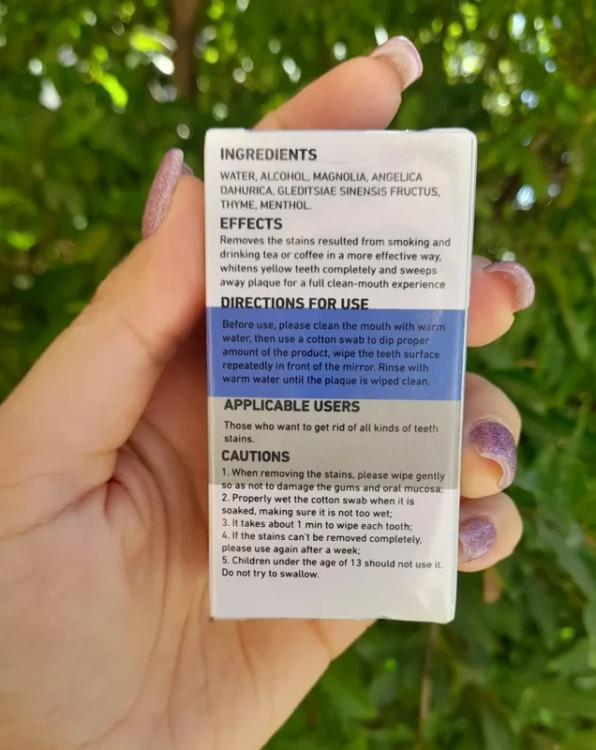 INGREDIENTS
WATER, ALCOHOL, MAGNOLIA, ANGELICA
DAHURICA, GLEDITSIAE SINENSIS FRUCTUS,
THYME, MENTHOL.
EFFECTS
Removes the stains resulted from smoking and
drinking tea or coffee in a more effective way,
whitens yellow teeth completely and sweeps
away plaque for a full clean-mouth experience
DIRECTIONS FOR USE
Before use, please clean the mouth with warm
water, then use a cotton swab to dip proper
amount of the product, wipe the teeth surface
repeatedly in front of the mirror. Rinse with
warm water until the plaque is wiped clean.
APPLICABLE USERS
Those who want to get rid of all kinds of teeth
stains.
CAUTIONS
1. When removing the stains, please wipe gently
so as not to damage the gums and oral mucosa;
2. Properly wet the cotton swab when it is
soaked, making sure it is not too wet;
3. It takes about 1 min to wipe each tooth;
4. If the stains can't be removed completely,
please use again after a week;
5. Children under the age of 13 should not use it.
Do not try to swallow.